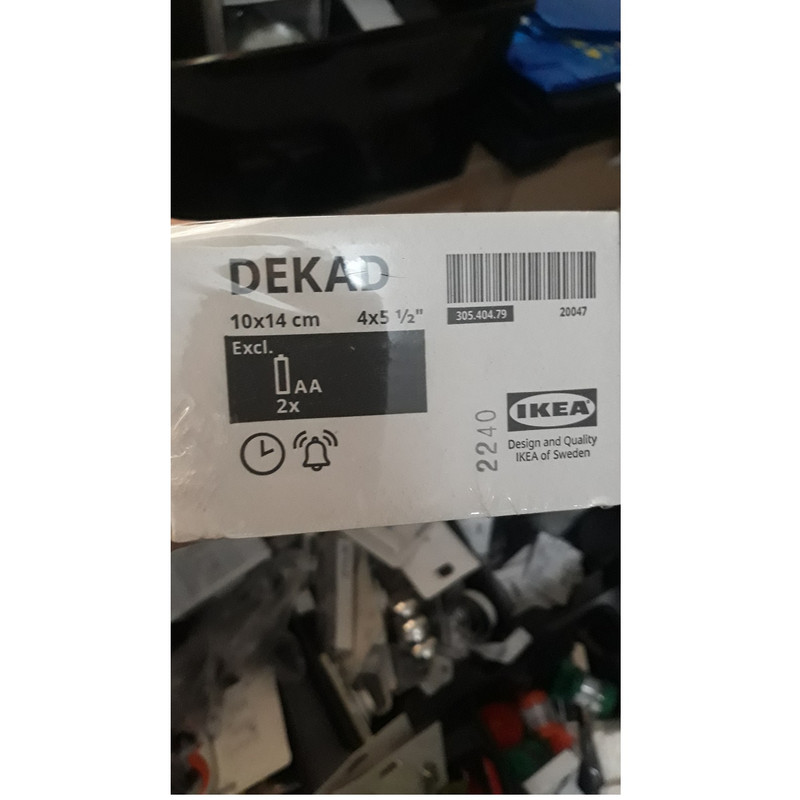 DEKAD
10x14 cm 4x5 ½"
305.404.79 20047
Excl.
AA
2x
2240
IKEA
Design and Quality
IKEA of Sweden